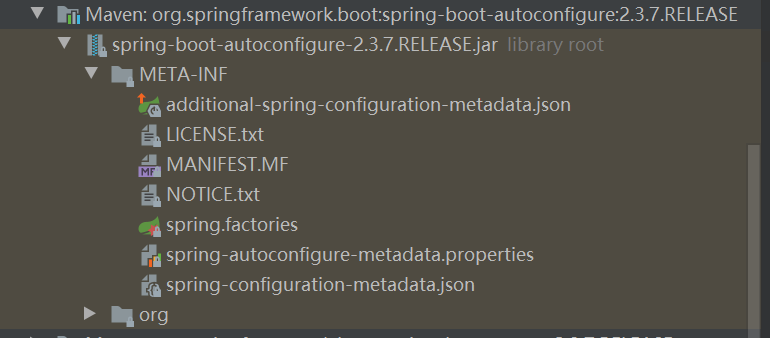 Maven: org.springframework.boot:spring-boot-autoconfigure:2.3.7.RELEASE
spring-boot-autoconfigure-2.3.7.RELEASE.jar library root
META-INF
additional-spring-configuration-metadata.json
LICENSE.txt
MANIFEST.MF
MF
NOTICE.txt
spring.factories
spring-autoconfigure-metadata.properties
spring-configuration-metadata.json
org